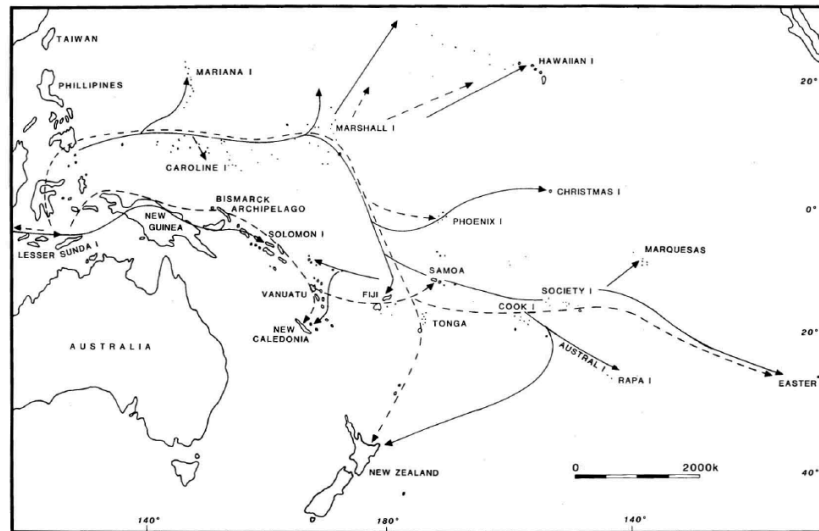 TAIWAN
HAWAIIAN I
MARIANA I
20°
PHILLIPINES
MARSHALL I
CAROLINE I
CHRISTMAS I
BISMARCK
ARCHIPELAGO
NEW
GUINEA
PHOENIX I
0°
SOLOMON I
LESSER SUNDA I
MARQUESAS
SAMOA
SOCIETY I
VANUATU
FIJI
COOK I
NEW
CALEDONIA
TONGA
20°
AUSTRALIA
AUSTRAL I
RAPA I
EASTER
NEW ZEALAND
0
2000k
40°
140°
180°
140°